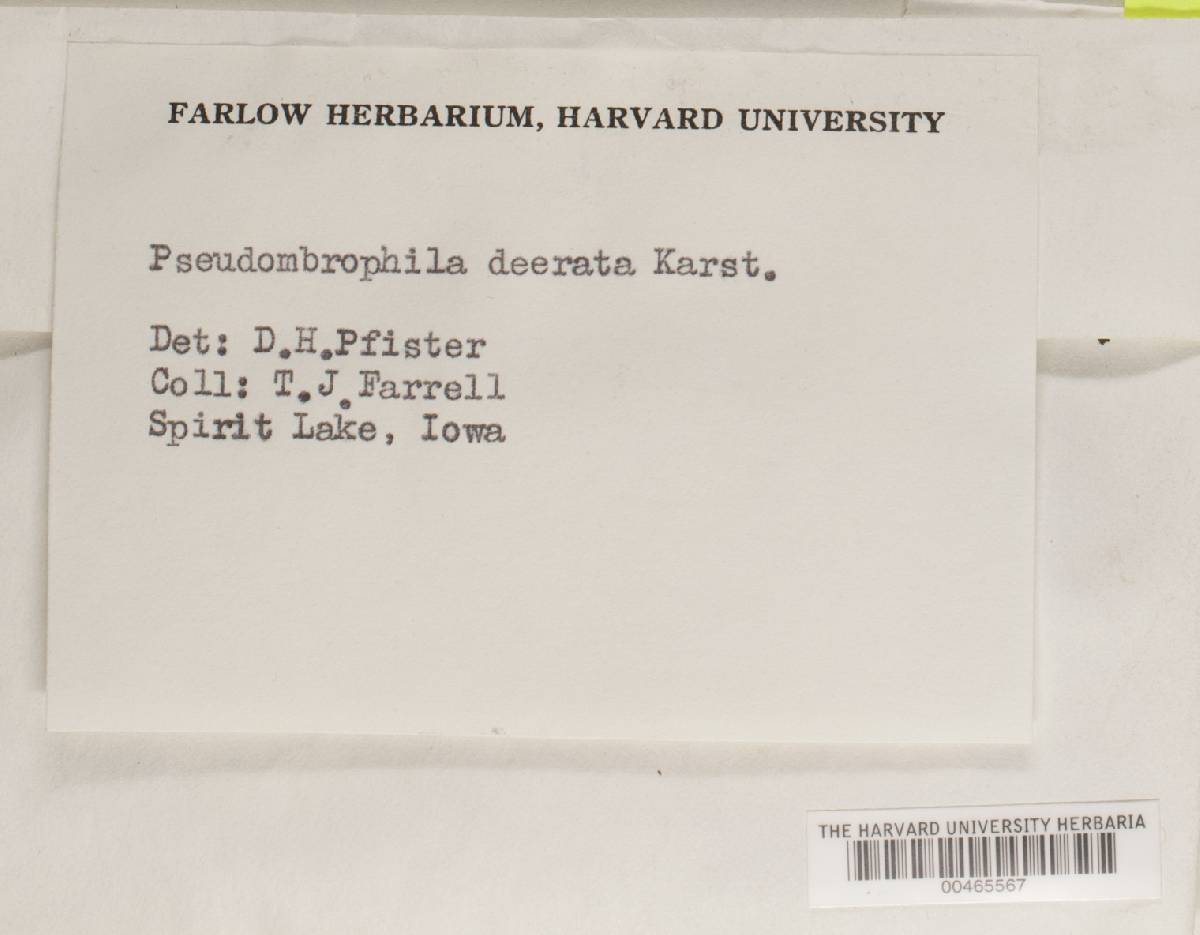 FARLOW HERBARIUM, HARVARD UNIVERSITY
Pseudombrophila deerata Karst.
Det: D.H.Pfister
Coll: T.J.Farrell
Spirit Lake, Iowa
THE HARVARD UNIVERSITY HERBARIA
00465567